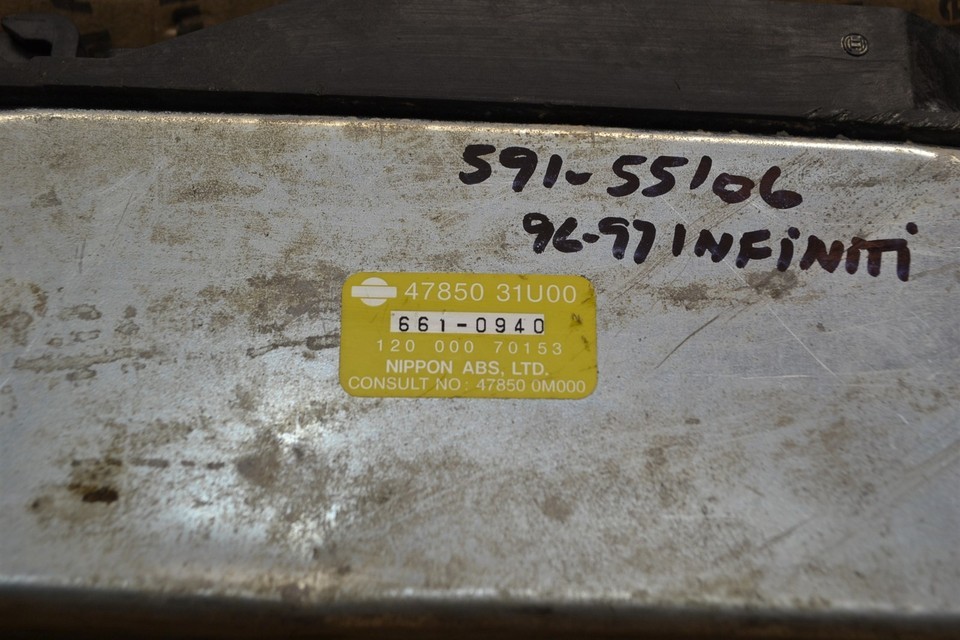 591-55106
96-97 INFINITI
47850 31U00
661-0940
120 000 70153
NIPPON ABS, LTD.
CONSULT NO: 47850 0M000